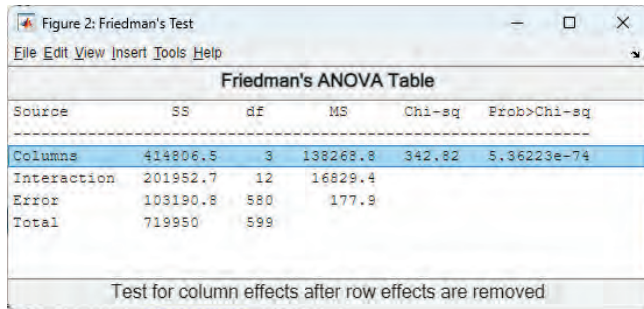 Figure 2: Friedman's Test
File Edit View Insert Tools Help
Friedman's ANOVA Table
Source SS df MS Chi-sq Prob>Chi-sq
Columns 414806.5 3 138268.8 342.82 5.36223e-74
Interaction 201952.7 12 16829.4
Error 103190.8 580 177.9
Total 719950 599
Test for column effects after row effects are removed